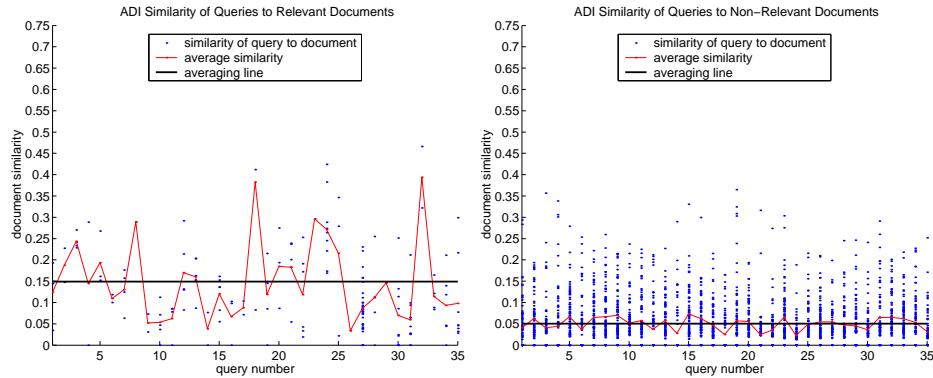 ADI Similarity of Queries to Relevant Documents
0.75
0.7
0.65
0.6
0.55
0.5
0.45
0.4
0.35
0.3
0.25
0.2
0.15
0.1
0.05
0
document similarity
similarity of query to document
average similarity
averaging line
5 10 15 20 25 30 35
query number
ADI Similarity of Queries to Non−Relevant Documents
0.75
0.7
0.65
0.6
0.55
0.5
0.45
0.4
0.35
0.3
0.25
0.2
0.15
0.1
0.05
0
document similarity
similarity of query to document
average similarity
averaging line
5 10 15 20 25 30 35
query number